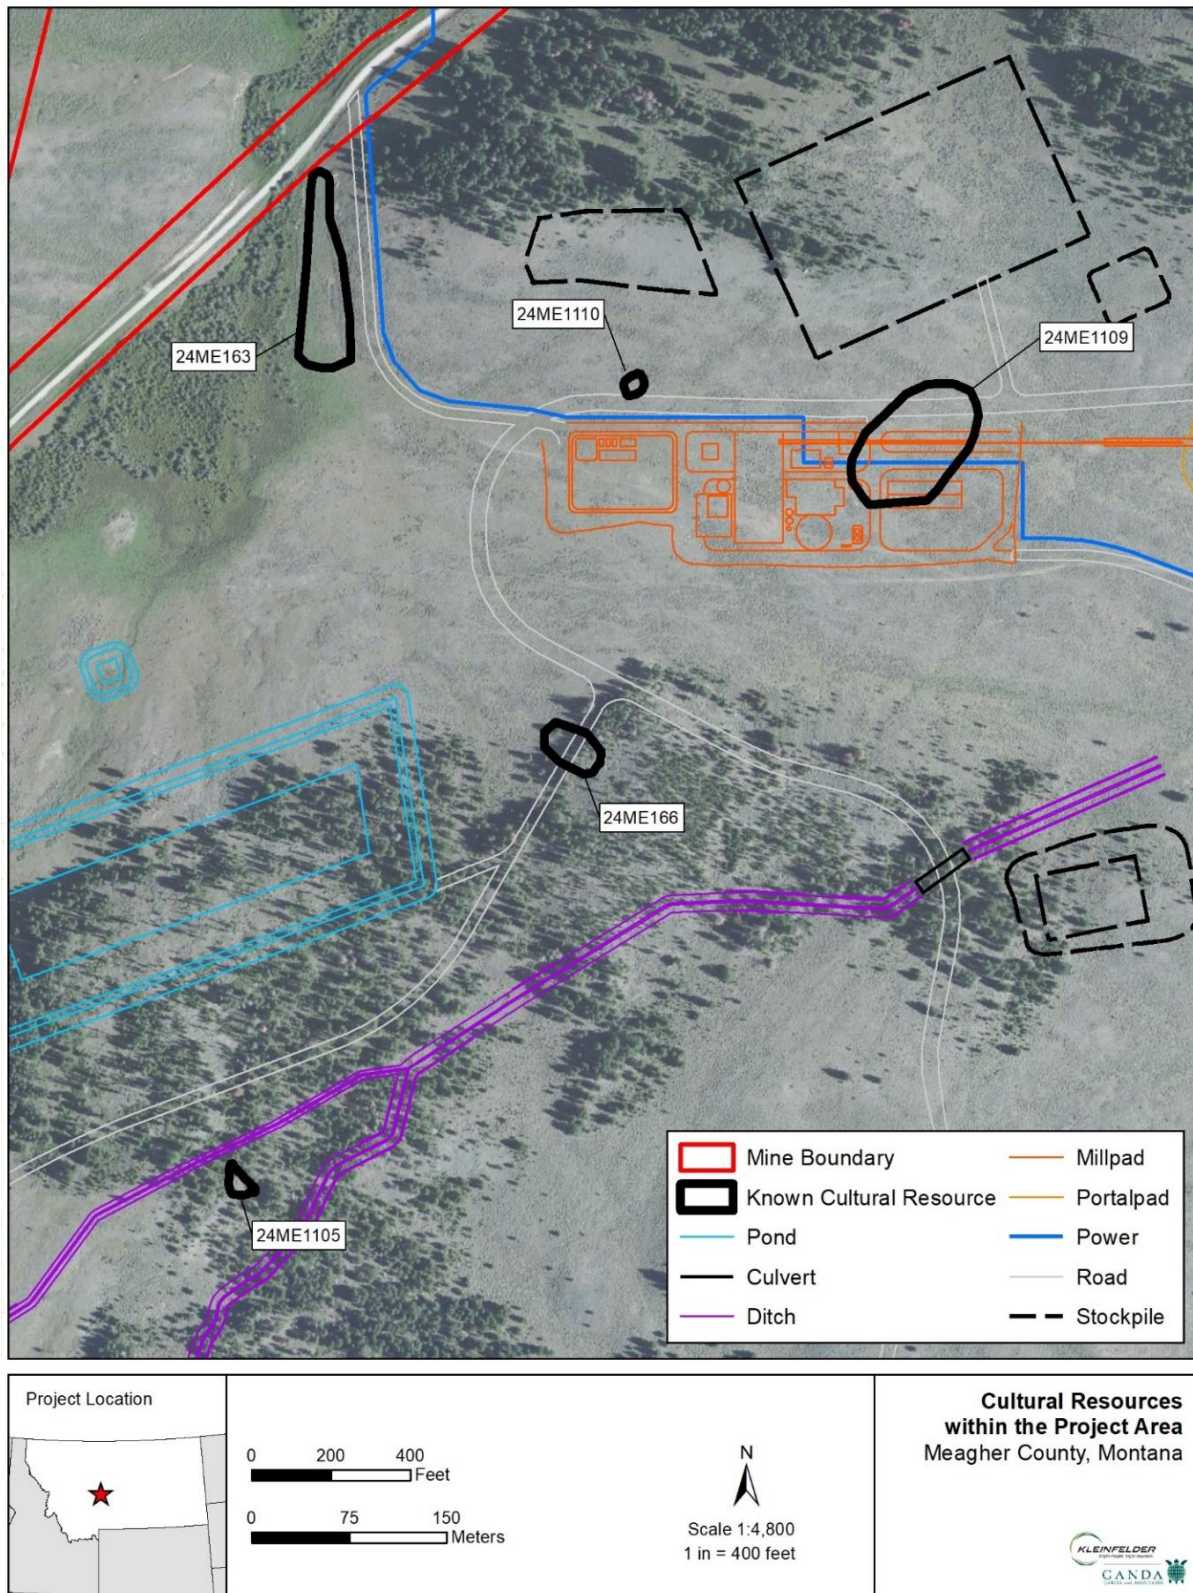 24ME1110
24ME1109
24ME163
24ME166
24ME1105
Mine Boundary
Known Cultural Resource
Pond
Culvert
Ditch
Millpad
Portalpad
Power
Road
Stockpile
Project Location
0 200 400
Feet
0 75 150
Meters
N
Scale 1:4,800
1 in = 400 feet
Cultural Resources
within the Project Area
Meagher County, Montana
KLEINFELDER
GANDA